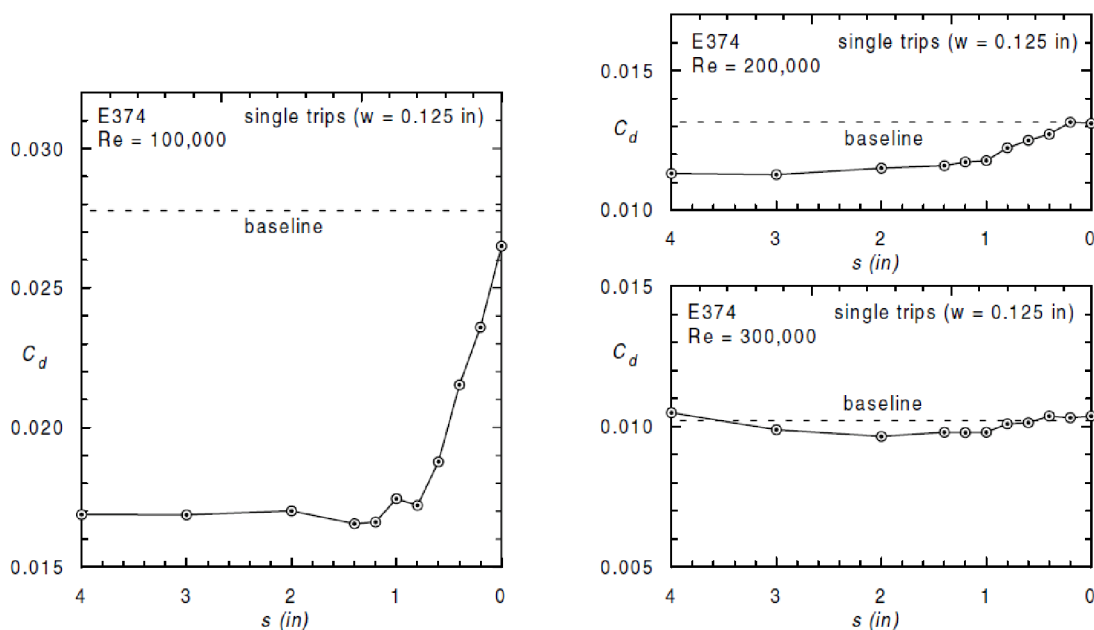 E374 single trips (w = 0.125 in)
Re = 100,000
0.030
baseline
0.025
C_d
0.020
0.015
4 3 2 1 0
s (in)
E374 single trips (w = 0.125 in)
Re = 200,000
0.015
C_d
baseline
0.010
4 3 2 1 0
s (in)
0.015
E374 single trips (w = 0.125 in)
Re = 300,000
C_d
baseline
0.010
0.005
4 3 2 1 0
s (in)